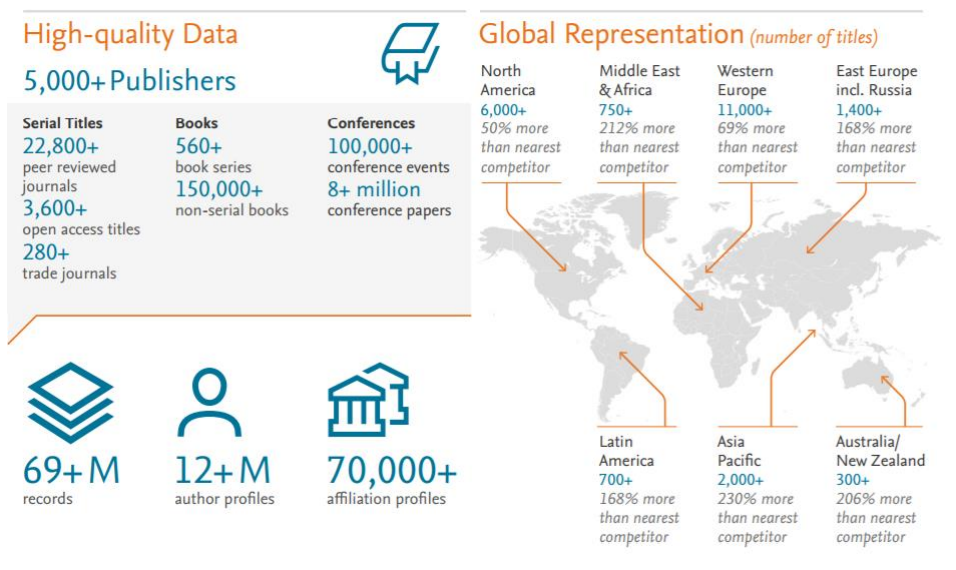 High-quality Data
5,000+ Publishers
Serial Titles
22,800+
peer reviewed
journals
3,600+
open access titles
280+
trade journals
Books
560+
book series
150,000+
non-serial books
Conferences
100,000+
conference events
8+ million
conference papers
69+ M
records
12+ M
author profiles
70,000+
affiliation profiles
Global Representation (number of titles)
North
America
6,000+
50% more
than nearest
competitor
Middle East
& Africa
750+
212% more
than nearest
competitor
Western
Europe
11,000+
69% more
than nearest
competitor
East Europe
incl. Russia
1,400+
168% more
than nearest
competitor
Latin
America
700+
168% more
than nearest
competitor
Asia
Pacific
2,000+
230% more
than nearest
competitor
Australia/
New Zealand
300+
206% more
than nearest
competitor